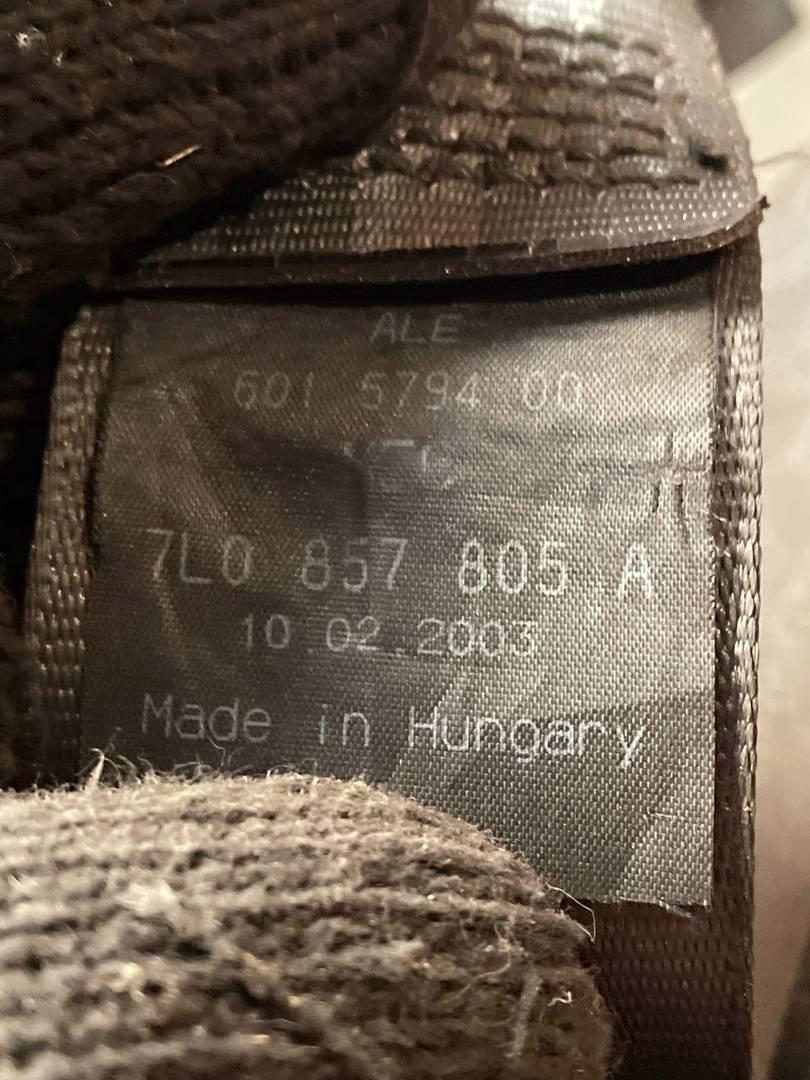 ALE
601 5794 00
7L0 857 805 A
10.02.2003
Made in Hungary